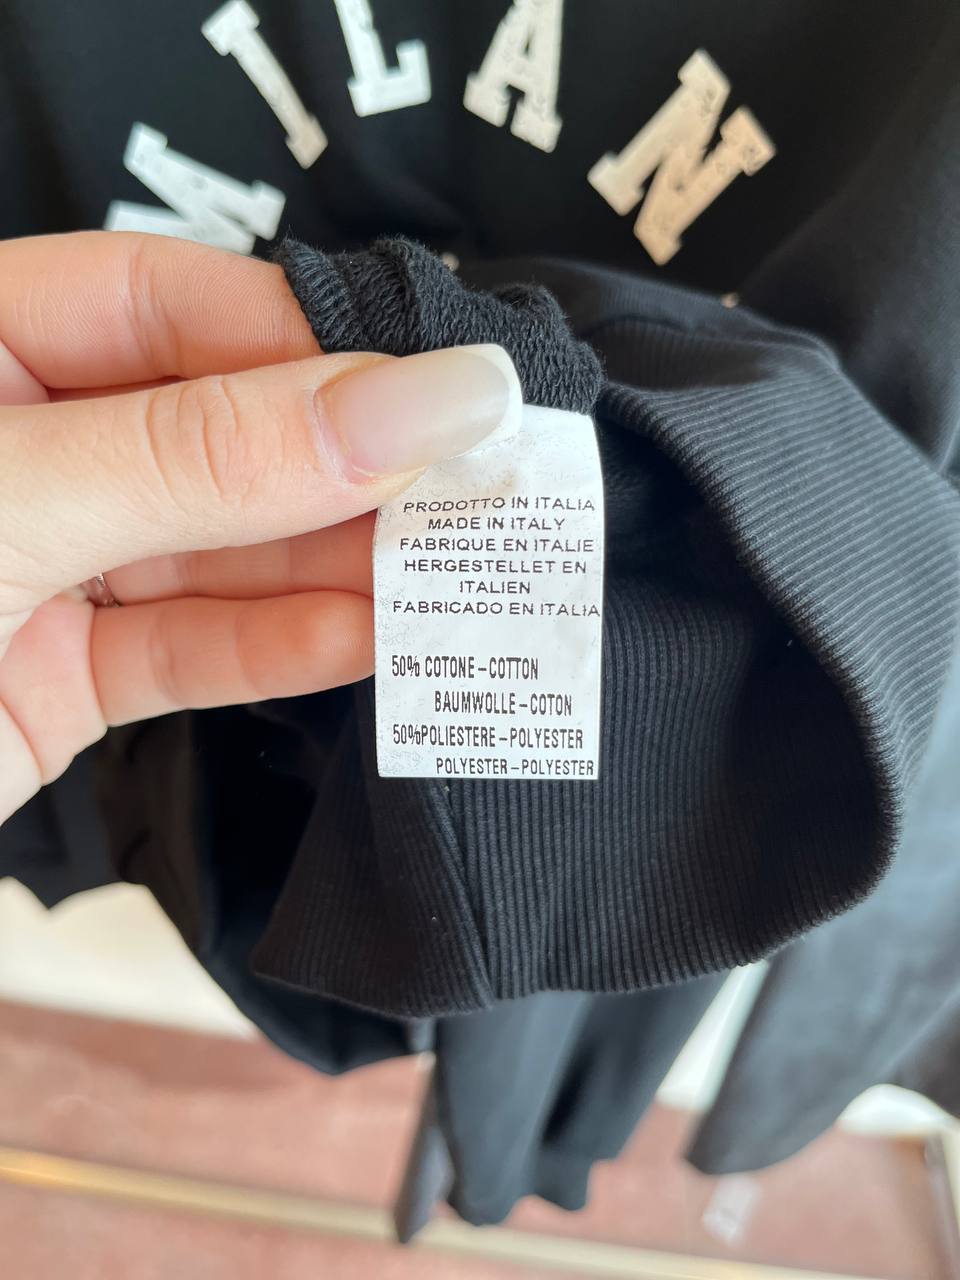 MILAN
PRODOTTO IN ITALIA
MADE IN ITALY
FABRIQUE EN ITALIE
HERGESTELLET EN
ITALIEN
FABRICADO EN ITALIA
50% COTONE-COTTON
BAUMWOLLE-COTON
50%POLIESTERE-POLYESTER
POLYESTER-POLYESTER